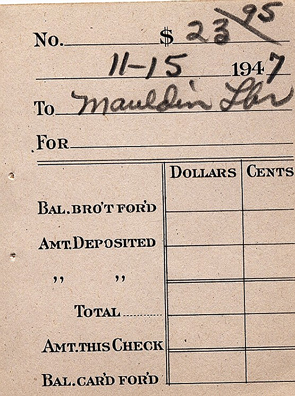 No. $ 23 95
11-15 1947
To Mauldin Lbr
For
DOLLARS CENTS
BAL. BRO'T FOR'D
AMT. DEPOSITED
,, ,,
TOTAL
AMT. THIS CHECK
BAL. CAR'D FOR'D